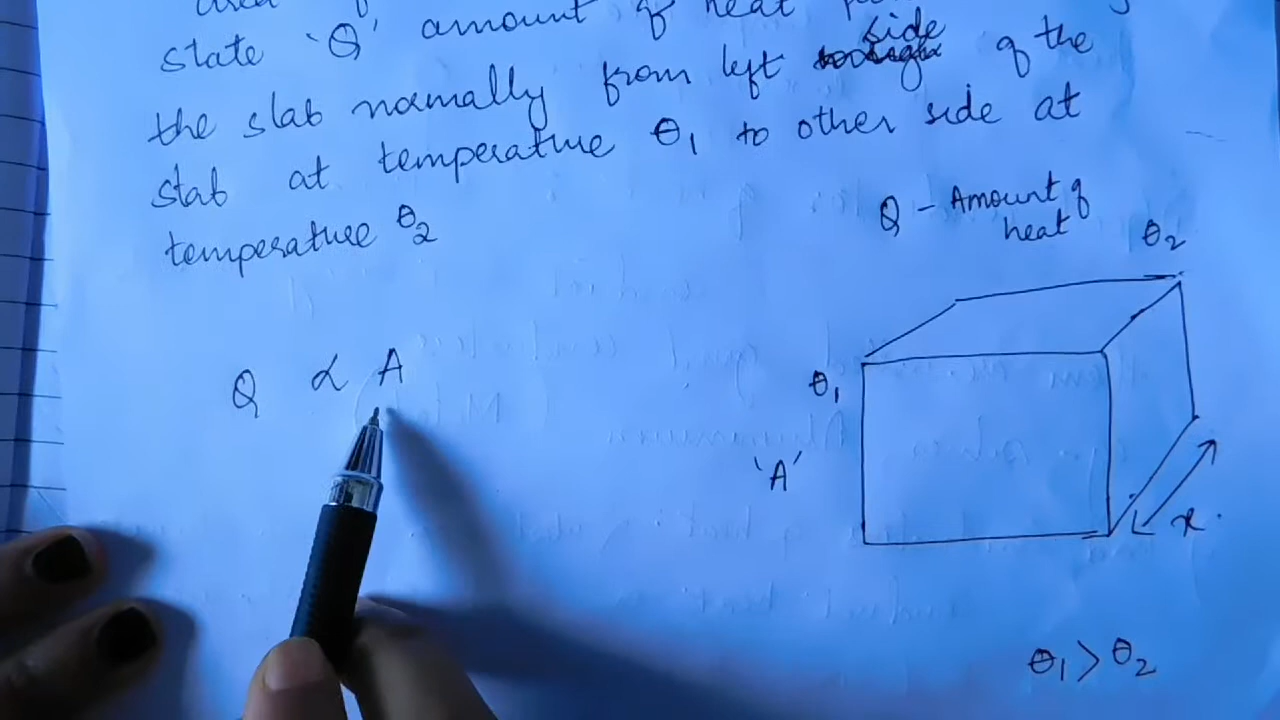 state 'Q' amount of heat
side
the slab normally from left of the
slab at temperature θ₁ to other side at
temperature θ₂
Q - Amount of
heat
θ₂
Q ∝ A
θ₁
'A'
x.
θ₁ > θ₂